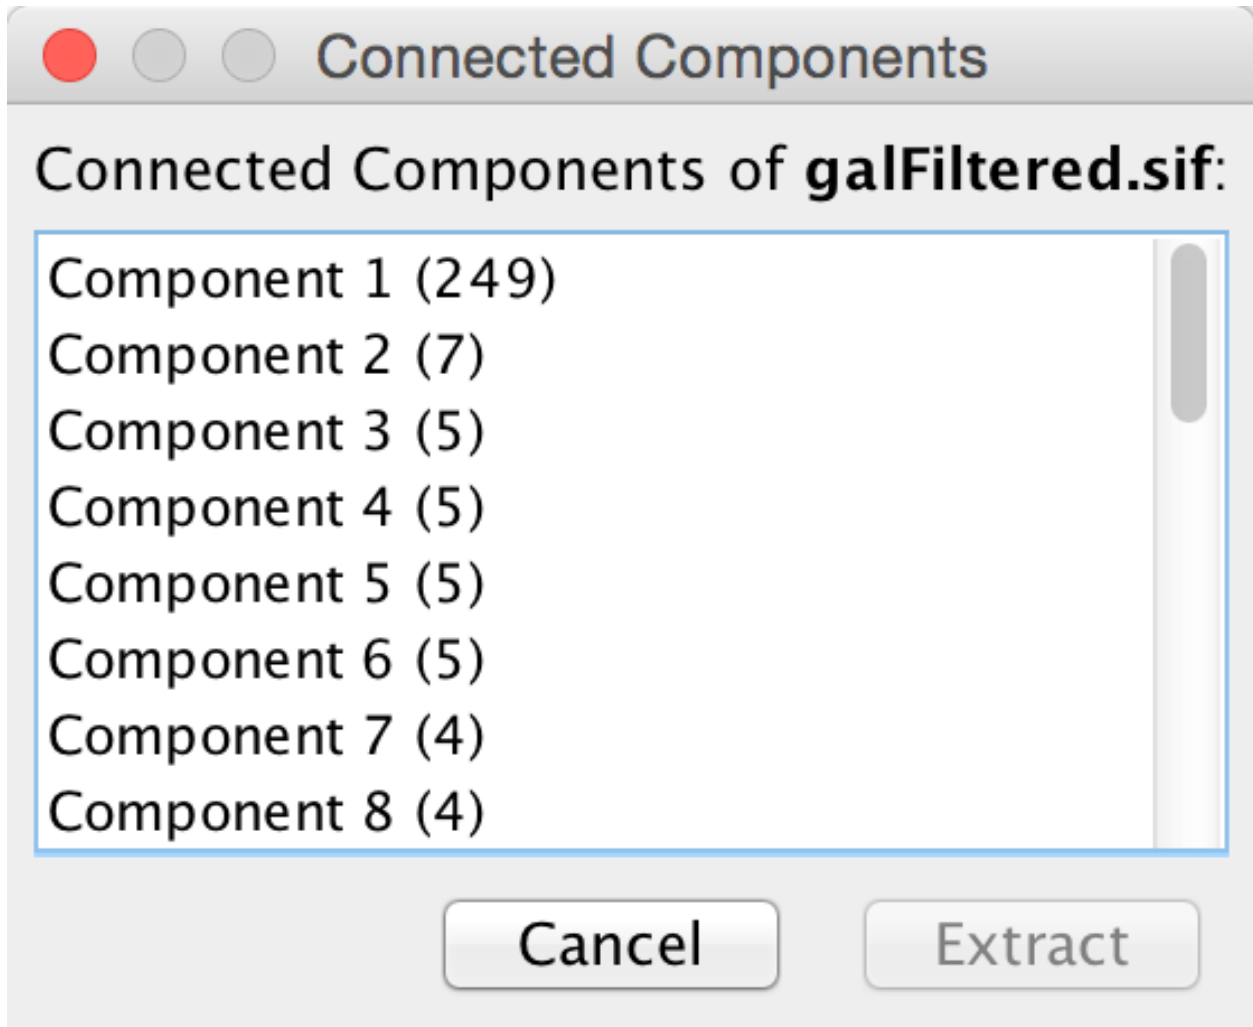 Connected Components
Connected Components of galFiltered.sif:
Component 1 (249)
Component 2 (7)
Component 3 (5)
Component 4 (5)
Component 5 (5)
Component 6 (5)
Component 7 (4)
Component 8 (4)
Cancel
Extract